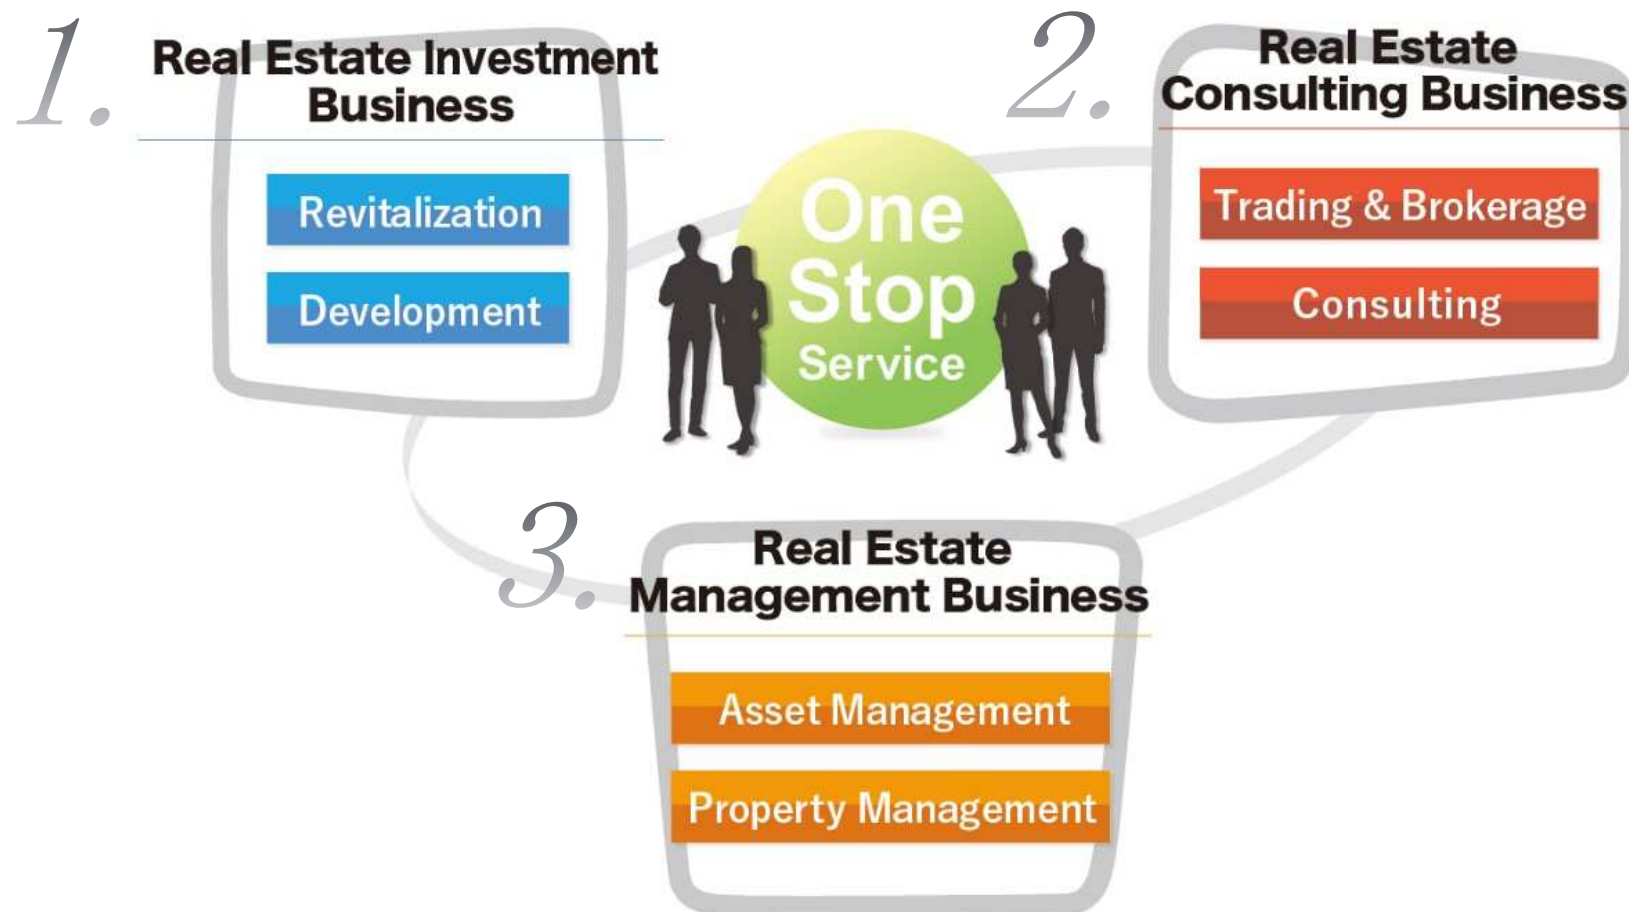 1.
Real Estate Investment
Business
Revitalization
Development
2.
Real Estate
Consulting Business
Trading & Brokerage
Consulting
One
Stop
Service
3.
Real Estate
Management Business
Asset Management
Property Management